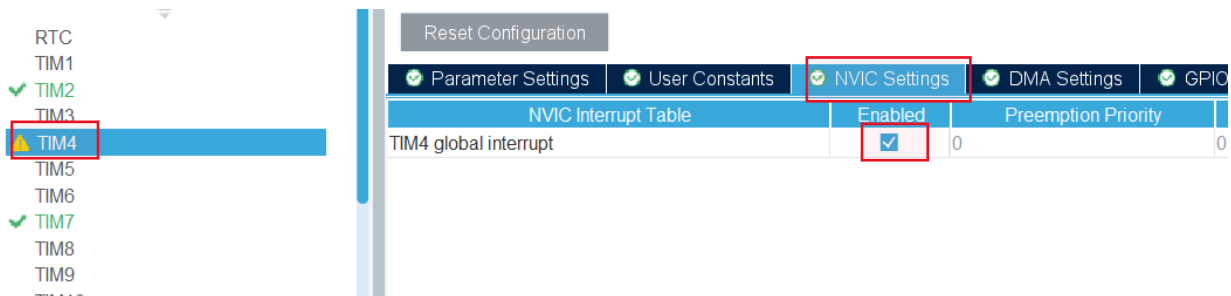 RTC
TIM1
TIM2
TIM3
TIM4
TIM5
TIM6
TIM7
TIM8
TIM9
Reset Configuration
Parameter Settings User Constants NVIC Settings DMA Settings GPIO
NVIC Interrupt Table Enabled Preemption Priority
TIM4 global interrupt 0 0